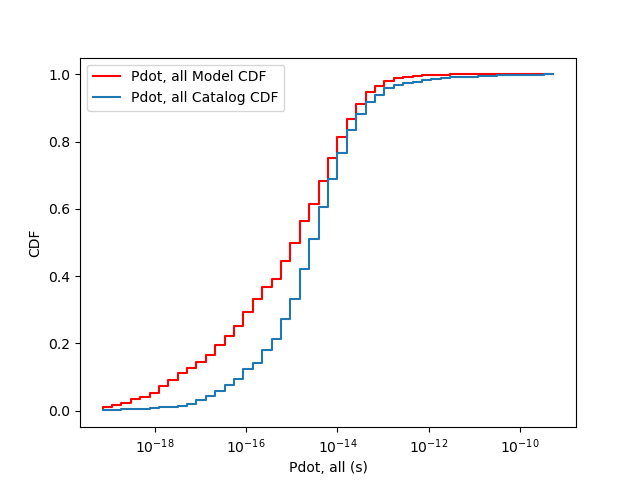 Pdot, all Model CDF
Pdot, all Catalog CDF
CDF
1.0
0.8
0.6
0.4
0.2
0.0
10⁻¹⁸ 10⁻¹⁶ 10⁻¹⁴ 10⁻¹² 10⁻¹⁰
Pdot, all (s)